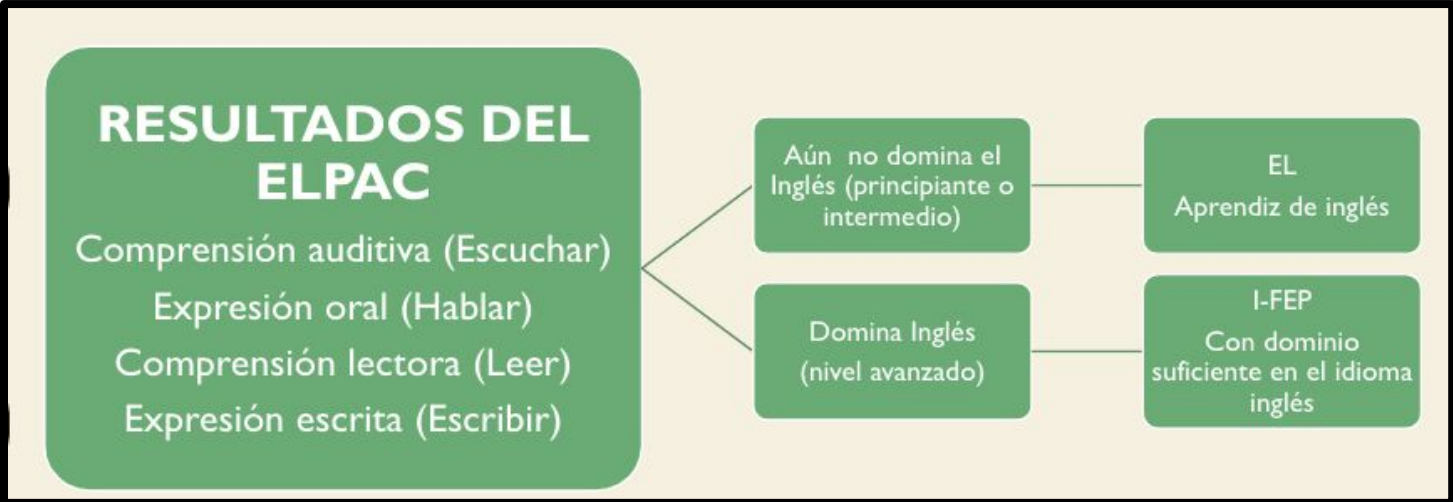 RESULTADOS DEL
ELPAC
Comprensión auditiva (Escuchar)
Expresión oral (Hablar)
Comprensión lectora (Leer)
Expresión escrita (Escribir)
Aún no domina el
Inglés (principiante o
intermedio)
EL
Aprendiz de inglés
Domina Inglés
(nivel avanzado)
I-FEP
Con dominio
suficiente en el idioma
inglés